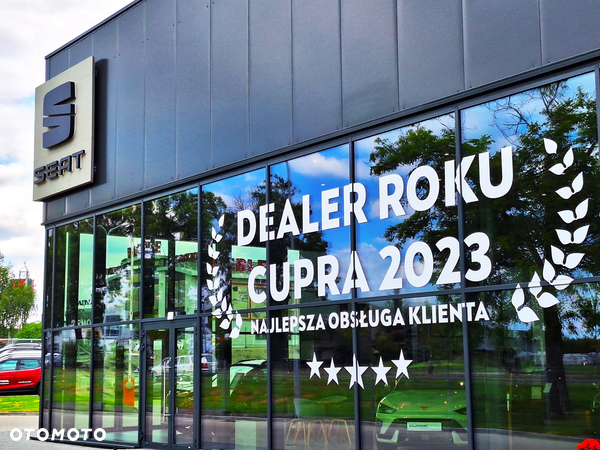 SEAT
DEALER ROKU
CUPRA 2023
NAJLEPSZA OBSŁUGA KLIENTA
OTOMOTO